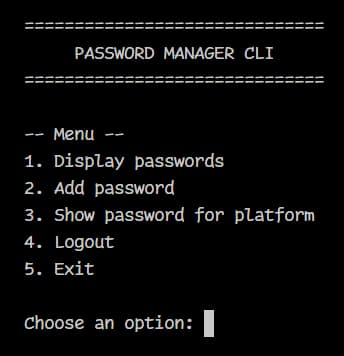 ==============================
PASSWORD MANAGER CLI
==============================
-- Menu --
1. Display passwords
2. Add password
3. Show password for platform
4. Logout
5. Exit
Choose an option: